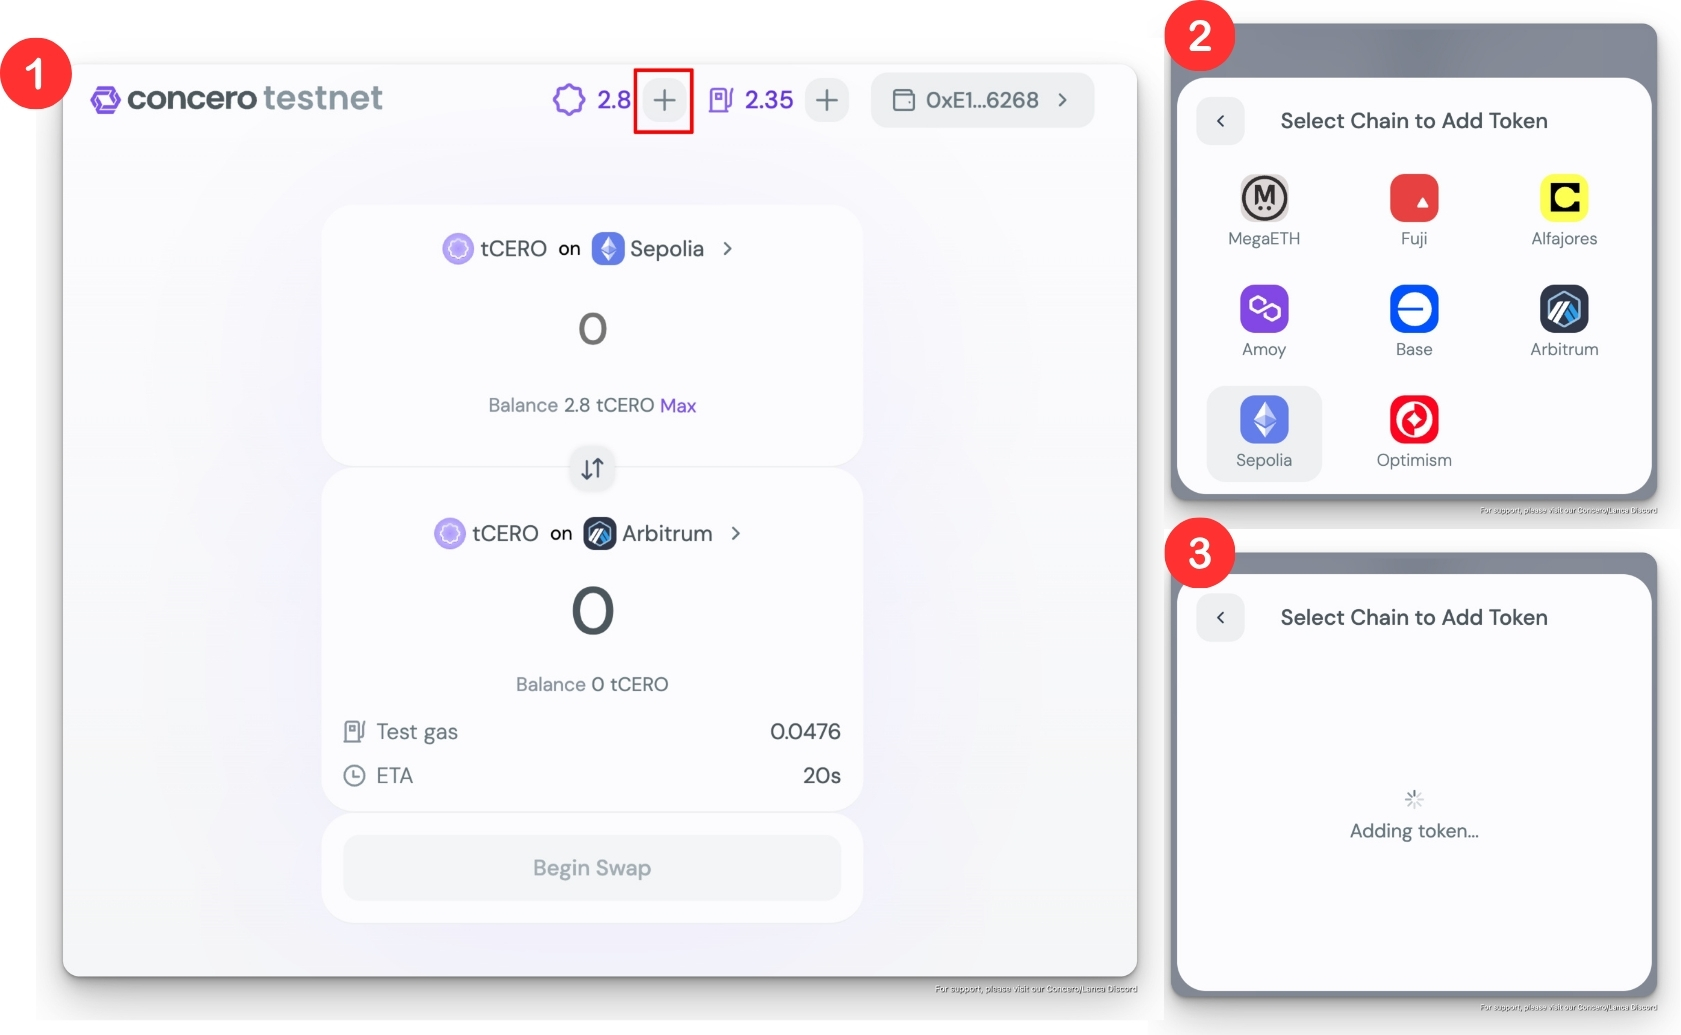 1
concero testnet
2.8 + 2.35 + 0xE1...6268
tCERO on Sepolia
0
Balance 2.8 tCERO Max
tCERO on Arbitrum
0
Balance 0 tCERO
Test gas 0.0476
ETA 20s
Begin Swap
For support, please visit our Concero/Lanca Discord
2
Select Chain to Add Token
MegaETH Fuji Alfajores
Amoy Base Arbitrum
Sepolia Optimism
For support, please visit our Concero/Lanca Discord
3
Select Chain to Add Token
Adding token...
For support, please visit our Concero/Lanca Discord